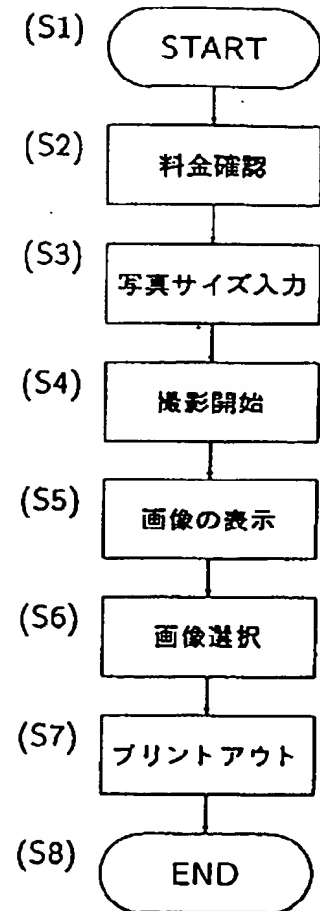 (S1) START
(S2) 料金確認
(S3) 写真サイズ入力
(S4) 撮影開始
(S5) 画像の表示
(S6) 画像選択
(S7) プリントアウト
(S8) END